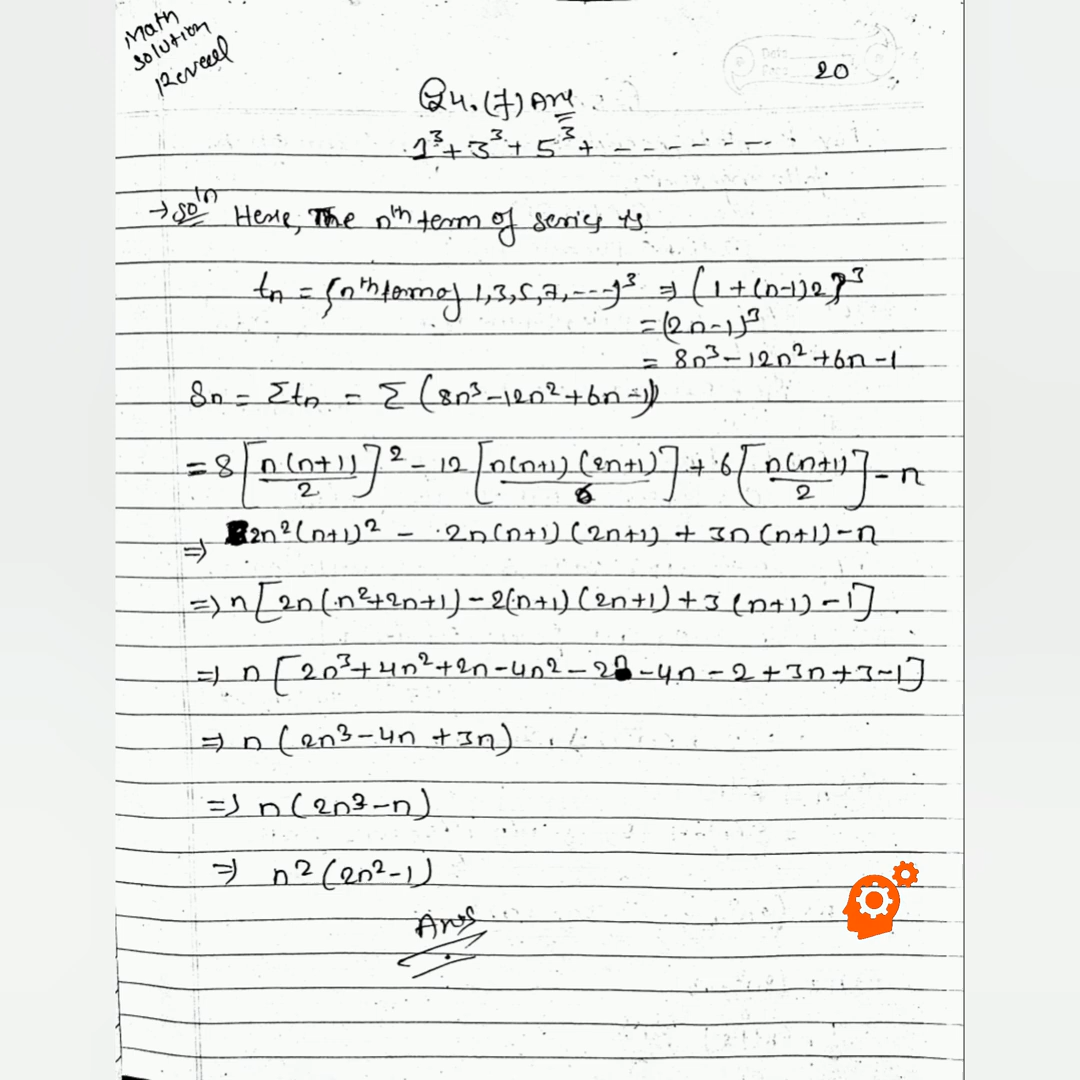 Math
solution
20
Q4. (7) Ans
1³ + 3³ + 5³ + - - - - - - - -
→ soln Here, The nth term of series is
tn = {nth term of 1,3,5,7,---}³ ⇒ (1+(n-1)2}³
= (2n-1)³
= 8n³-12n²+6n-1
Sn = Σtn = Σ (8n³-12n²+6n-1)
= 8 [n(n+1)/2]² - 12 [n(n+1)(2n+1)/6] + 6 [n(n+1)/2] - n
⇒ 2n²(n+1)² - 2n(n+1)(2n+1) + 3n(n+1)-n
⇒ n[2n(n²+2n+1)-2(n+1)(2n+1)+3(n+1)-1]
⇒ n [2n³+4n²+2n-4n²-2n-4n-2+3n+3-1]
⇒ n (2n³-4n+3n)
⇒ n(2n³-n)
⇒ n²(2n²-1)
Ans